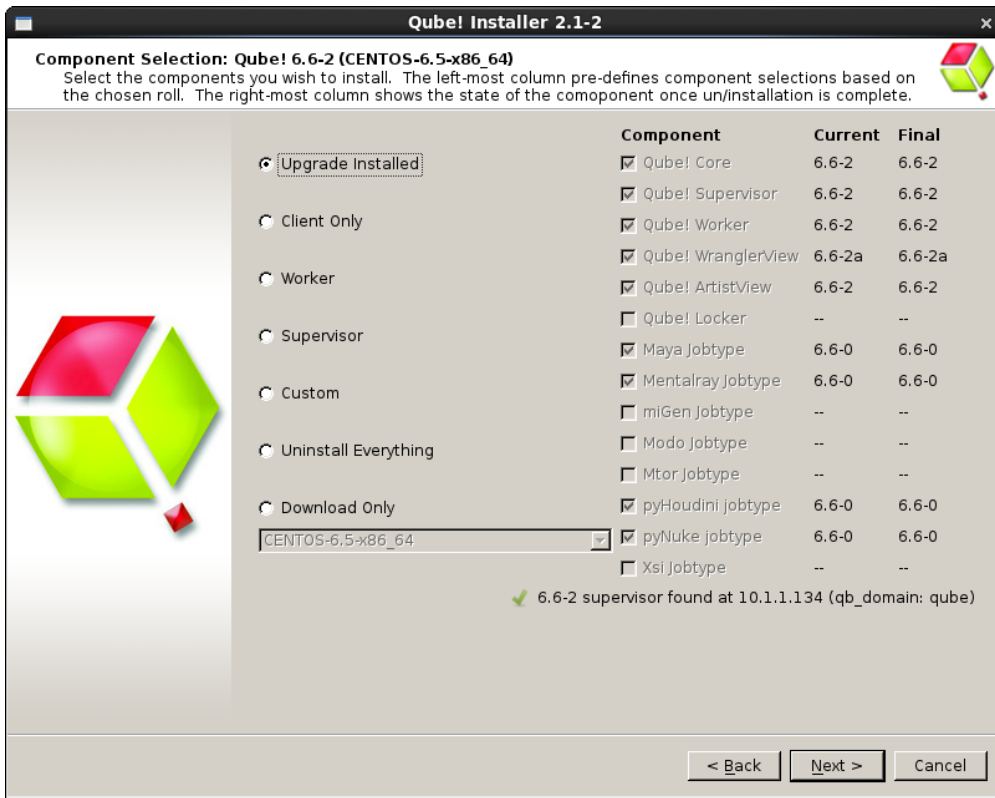 Qube! Installer 2.1-2
Component Selection: Qube! 6.6-2 (CENTOS-6.5-x86_64)
Select the components you wish to install. The left-most column pre-defines component selections based on
the chosen roll. The right-most column shows the state of the comoponent once un/installation is complete.
Upgrade Installed
Client Only
Worker
Supervisor
Custom
Uninstall Everything
Download Only
CENTOS-6.5-x86_64
Component Current Final
Qube! Core 6.6-2 6.6-2
Qube! Supervisor 6.6-2 6.6-2
Qube! Worker 6.6-2 6.6-2
Qube! WranglerView 6.6-2a 6.6-2a
Qube! ArtistView 6.6-2 6.6-2
Qube! Locker -- --
Maya Jobtype 6.6-0 6.6-0
Mentalray Jobtype 6.6-0 6.6-0
miGen Jobtype -- --
Modo Jobtype -- --
Mtor Jobtype -- --
pyHoudini jobtype 6.6-0 6.6-0
pyNuke jobtype 6.6-0 6.6-0
Xsi Jobtype -- --
6.6-2 supervisor found at 10.1.1.134 (qb_domain: qube)
< Back Next > Cancel